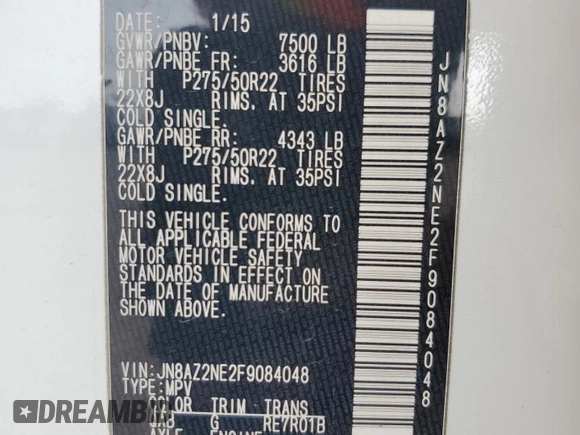 DATE: 1/15
GVWR/PNBV: 7500 LB
GAWR/PNBE FR: 3616 LB
WITH P275/50R22 TIRES
22X8J RIMS. AT 35PSI
COLD SINGLE.
GAWR/PNBE RR: 4343 LB
WITH P275/50R22 TIRES
22X8J RIMS. AT 35PSI
COLD SINGLE.
THIS VEHICLE CONFORMS TO
ALL APPLICABLE FEDERAL
MOTOR VEHICLE SAFETY
STANDARDS IN EFFECT ON
THE DATE OF MANUFACTURE
SHOWN ABOVE.
VIN: JN8AZ2NE2F9084048
TYPE: MPV
COLOR TRIM TRANS
G RE7R01B
AXLE ENGINE
JN8AZ2NE2F9084048